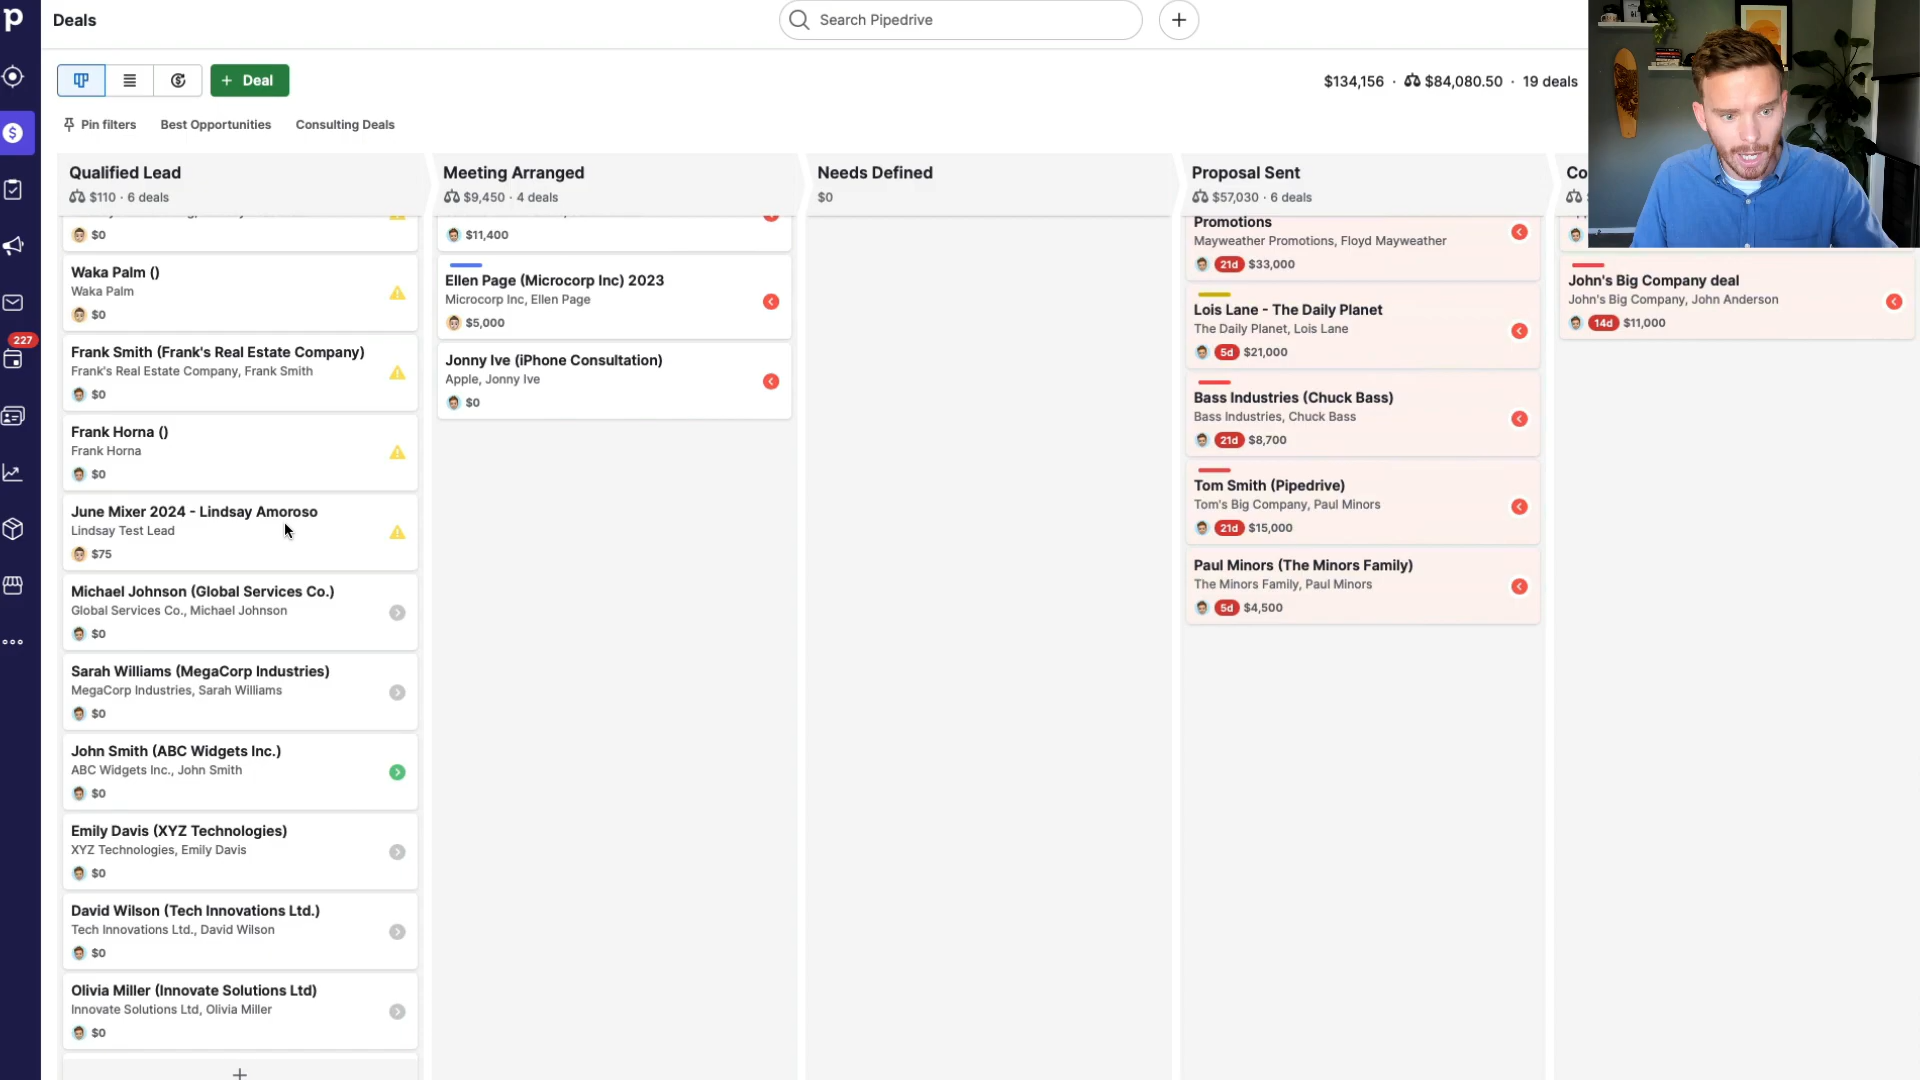 Deals
Search Pipedrive
+ Deal
$134,156 · $84,080.50 · 19 deals
Pin filters Best Opportunities Consulting Deals
Qualified Lead
$110 · 6 deals
$0
Waka Palm ()
Waka Palm
$0
Frank Smith (Frank's Real Estate Company)
Frank's Real Estate Company, Frank Smith
$0
Frank Horna ()
Frank Horna
$0
June Mixer 2024 - Lindsay Amoroso
Lindsay Test Lead
$75
Michael Johnson (Global Services Co.)
Global Services Co., Michael Johnson
$0
Sarah Williams (MegaCorp Industries)
MegaCorp Industries, Sarah Williams
$0
John Smith (ABC Widgets Inc.)
ABC Widgets Inc., John Smith
$0
Emily Davis (XYZ Technologies)
XYZ Technologies, Emily Davis
$0
David Wilson (Tech Innovations Ltd.)
Tech Innovations Ltd., David Wilson
$0
Olivia Miller (Innovate Solutions Ltd)
Innovate Solutions Ltd, Olivia Miller
$0
Meeting Arranged
$9,450 · 4 deals
$11,400
Ellen Page (Microcorp Inc) 2023
Microcorp Inc, Ellen Page
$5,000
Jonny Ive (iPhone Consultation)
Apple, Jonny Ive
$0
Needs Defined
$0
Proposal Sent
$57,030 · 6 deals
Promotions
Mayweather Promotions, Floyd Mayweather
21d $33,000
Lois Lane - The Daily Planet
The Daily Planet, Lois Lane
5d $21,000
Bass Industries (Chuck Bass)
Bass Industries, Chuck Bass
21d $8,700
Tom Smith (Pipedrive)
Tom's Big Company, Paul Minors
21d $15,000
Paul Minors (The Minors Family)
The Minors Family, Paul Minors
5d $4,500
Co
John's Big Company deal
John's Big Company, John Anderson
14d $11,000
227